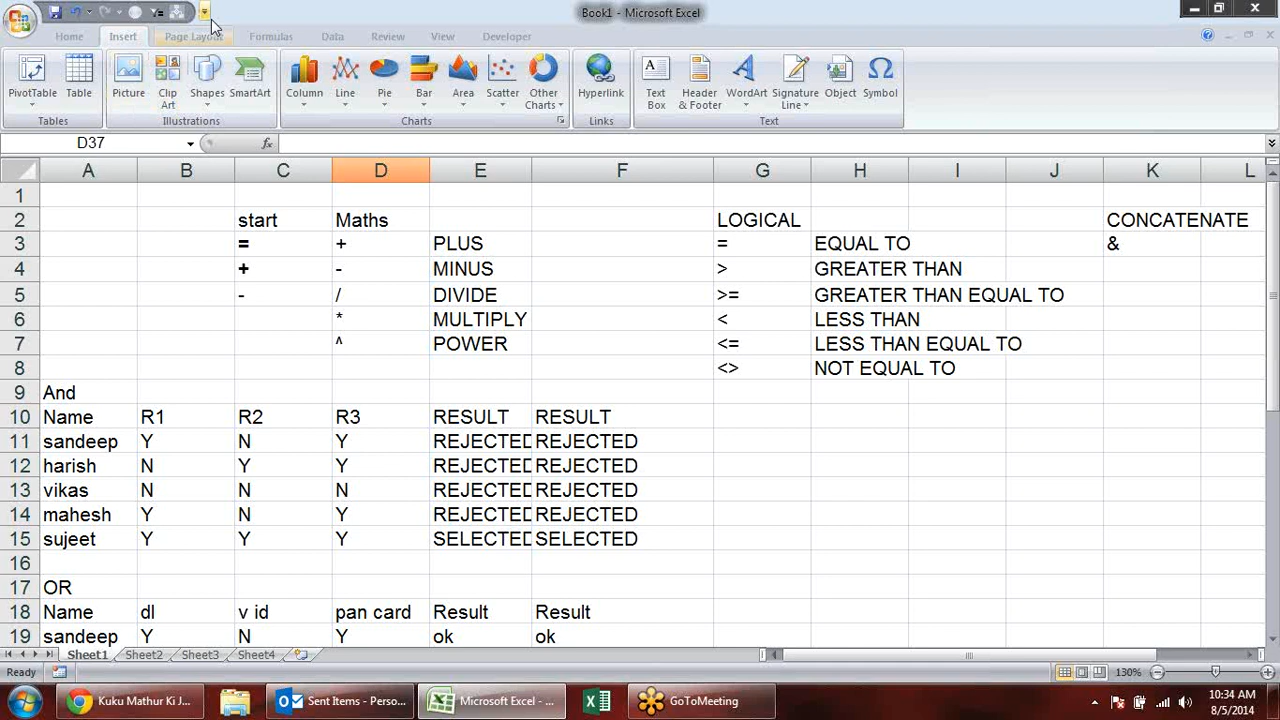 Book1 - Microsoft Excel
Home Insert Page Layout Formulas Data Review View Developer
PivotTable Table Picture Clip Art Shapes SmartArt Column Line Pie Bar Area Scatter Other Charts Hyperlink Text Box Header & Footer WordArt Signature Line Object Symbol
Tables Illustrations Charts Links Text
D37 fx
A B C D E F G H I J K L
1
2 start Maths LOGICAL CONCATENATE
3 = + PLUS = EQUAL TO &
4 + - MINUS > GREATER THAN
5 - / DIVIDE >= GREATER THAN EQUAL TO
6 * MULTIPLY < LESS THAN
7 ^ POWER <= LESS THAN EQUAL TO
8 <> NOT EQUAL TO
9 And
10 Name R1 R2 R3 RESULT RESULT
11 sandeep Y N Y REJECTED REJECTED
12 harish N Y Y REJECTED REJECTED
13 vikas N N N REJECTED REJECTED
14 mahesh Y N Y REJECTED REJECTED
15 sujeet Y Y Y SELECTED SELECTED
16
17 OR
18 Name dl v id pan card Result Result
19 sandeep Y N Y ok ok
Sheet1 Sheet2 Sheet3 Sheet4
Ready 130%
Kuku Mathur Ki J... Sent Items - Perso... Microsoft Excel - ... GoToMeeting 10:34 AM
8/5/2014